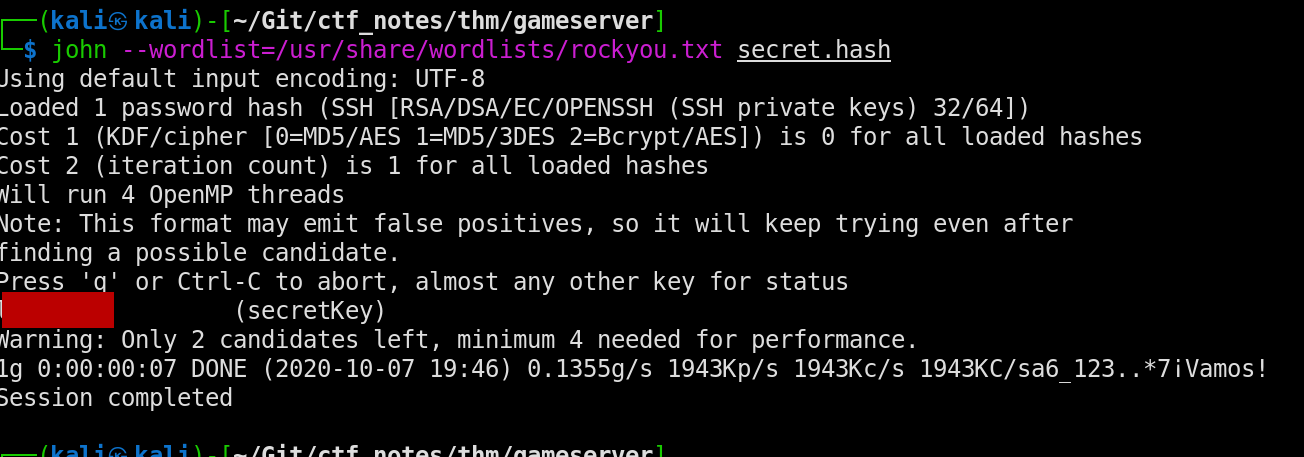 ┌──(kali㉿kali)-[~/Git/ctf_notes/thm/gameserver]
└─$ john --wordlist=/usr/share/wordlists/rockyou.txt secret.hash
Using default input encoding: UTF-8
Loaded 1 password hash (SSH [RSA/DSA/EC/OPENSSH (SSH private keys) 32/64])
Cost 1 (KDF/cipher [0=MD5/AES 1=MD5/3DES 2=Bcrypt/AES]) is 0 for all loaded hashes
Cost 2 (iteration count) is 1 for all loaded hashes
Will run 4 OpenMP threads
Note: This format may emit false positives, so it will keep trying even after
finding a possible candidate.
Press 'q' or Ctrl-C to abort, almost any other key for status
(secretKey)
Warning: Only 2 candidates left, minimum 4 needed for performance.
1g 0:00:00:07 DONE (2020-10-07 19:46) 0.1355g/s 1943Kp/s 1943Kc/s 1943KC/sa6_123..*7¡Vamos!
Session completed
┌──(kali㉿kali)-[~/Git/ctf_notes/thm/gameserver]